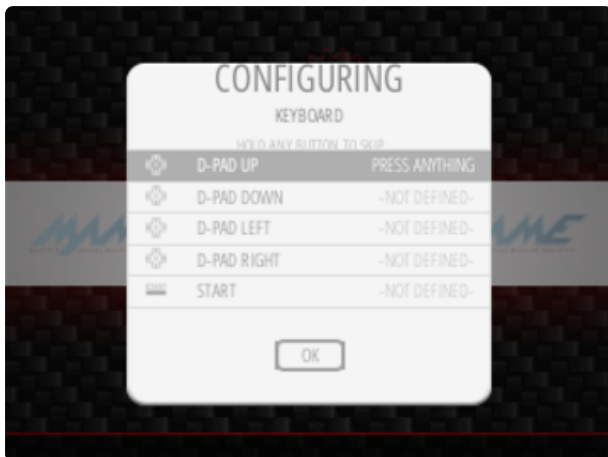 CONFIGURING
KEYBOARD
HOLD ANY BUTTON TO SKIP
D-PAD UP PRESS ANYTHING
D-PAD DOWN -NOT DEFINED-
D-PAD LEFT -NOT DEFINED-
D-PAD RIGHT -NOT DEFINED-
START -NOT DEFINED-
OK